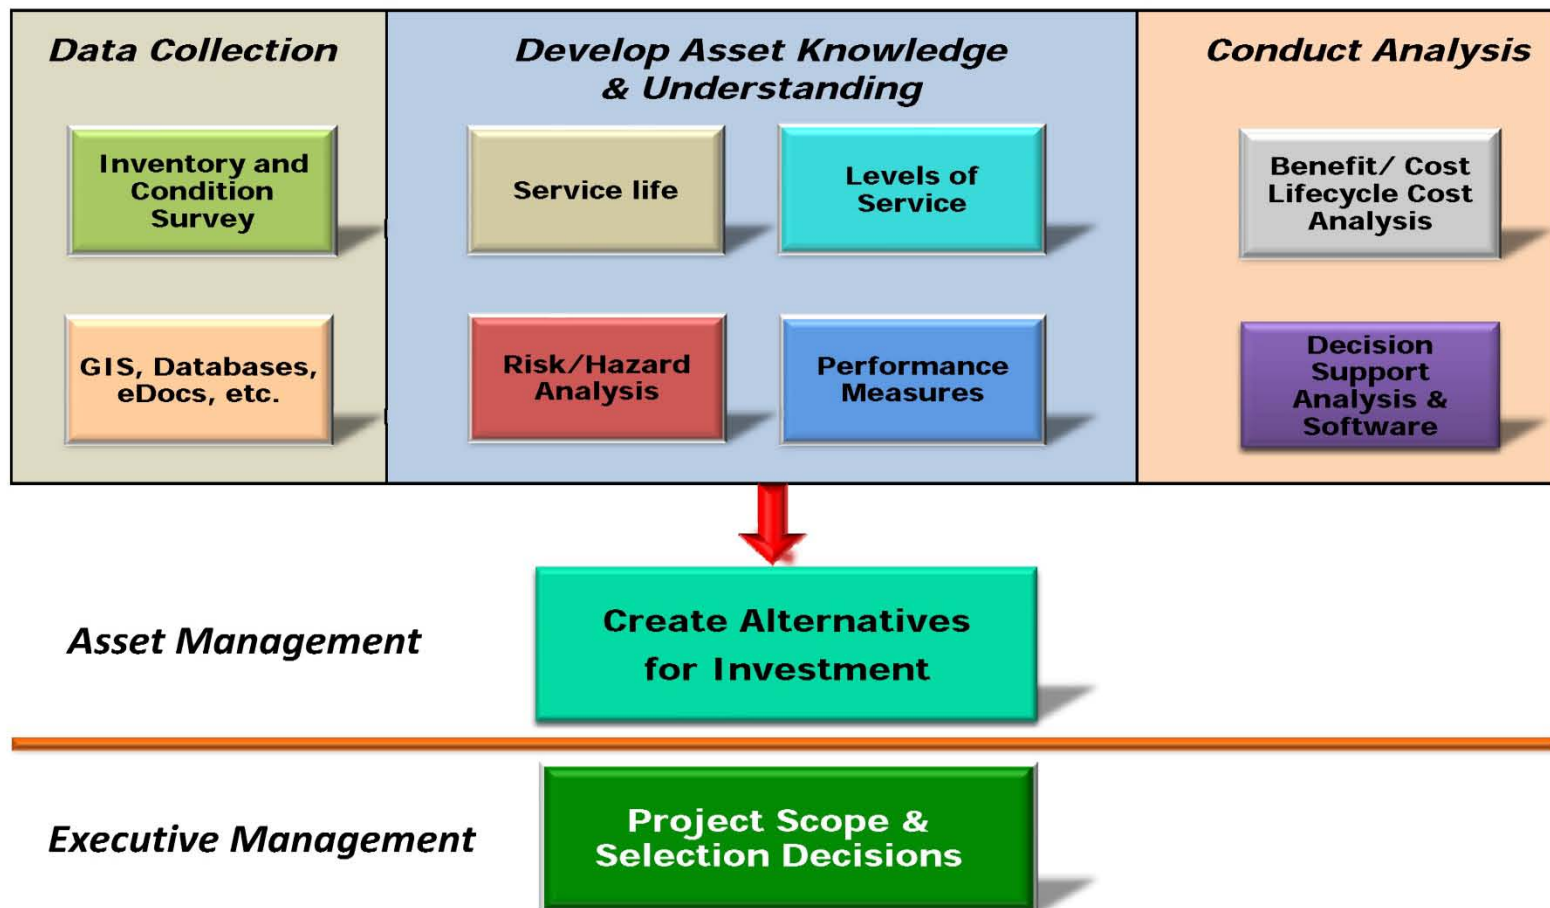 Data Collection
Inventory and
Condition
Survey
GIS, Databases,
eDocs, etc.
Develop Asset Knowledge
& Understanding
Service life
Levels of
Service
Risk/Hazard
Analysis
Performance
Measures
Conduct Analysis
Benefit/ Cost
Lifecycle Cost
Analysis
Decision
Support
Analysis &
Software
Asset Management
Create Alternatives
for Investment
Executive Management
Project Scope &
Selection Decisions